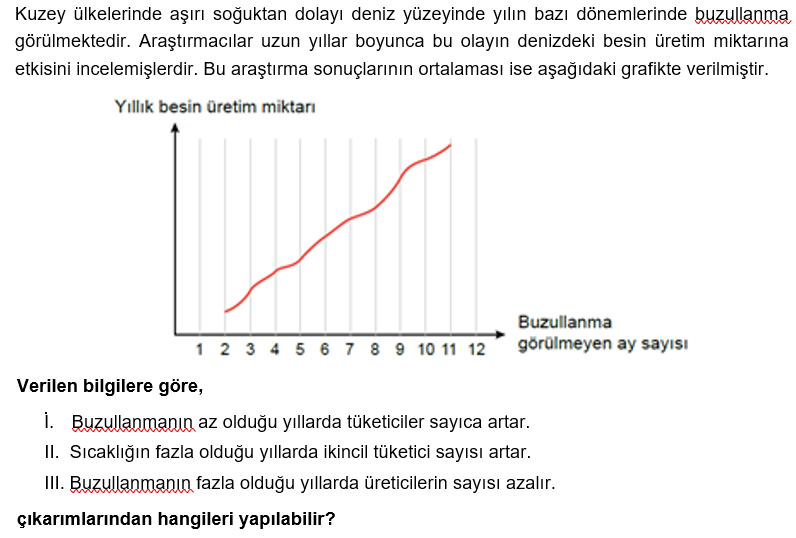 Kuzey ülkelerinde aşırı soğuktan dolayı deniz yüzeyinde yılın bazı dönemlerinde buzullanma
görülmektedir. Araştırmacılar uzun yıllar boyunca bu olayın denizdeki besin üretim miktarına
etkisini incelemişlerdir. Bu araştırma sonuçlarının ortalaması ise aşağıdaki grafikte verilmiştir.
Yıllık besin üretim miktarı
Buzullanma
görülmeyen ay sayısı
1 2 3 4 5 6 7 8 9 10 11 12
Verilen bilgilere göre,
İ. Buzullanmanın az olduğu yıllarda tüketiciler sayıca artar.
II. Sıcaklığın fazla olduğu yıllarda ikincil tüketici sayısı artar.
III. Buzullanmanın fazla olduğu yıllarda üreticilerin sayısı azalır.
çıkarımlarından hangileri yapılabilir?